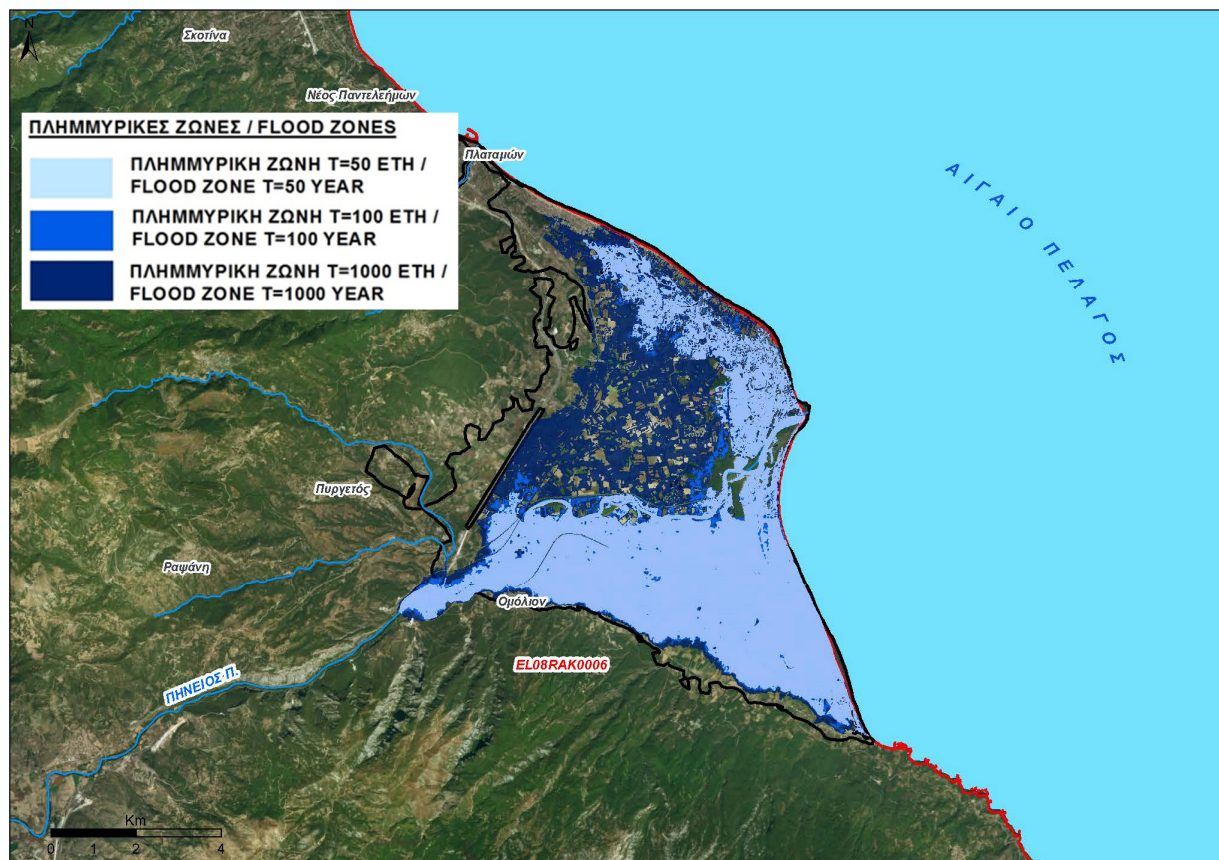 N
Σκοτίνα
Νέος Παντελεήμων
ΠΛΗΜΜΥΡΙΚΕΣ ΖΩΝΕΣ / FLOOD ZONES
ΠΛΗΜΜΥΡΙΚΗ ΖΩΝΗ Τ=50 ΕΤΗ /
FLOOD ZONE T=50 YEAR
ΠΛΗΜΜΥΡΙΚΗ ΖΩΝΗ Τ=100 ΕΤΗ /
FLOOD ZONE T=100 YEAR
ΠΛΗΜΜΥΡΙΚΗ ΖΩΝΗ Τ=1000 ΕΤΗ /
FLOOD ZONE T=1000 YEAR
Πλαταμών
ΑΙΓΑΙΟ ΠΕΛΑΓΟΣ
Πυργετός
Ραψάνη
Ομόλιον
EL08RAK0006
ΠΗΝΕΙΟΣ Π.
Km
0 1 2 4